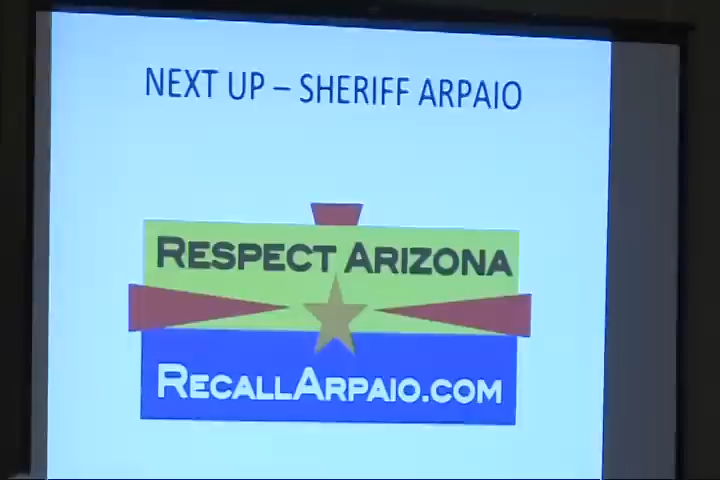 NEXT UP – SHERIFF ARPAIO
RESPECT ARIZONA
RECALLARPAIO.COM